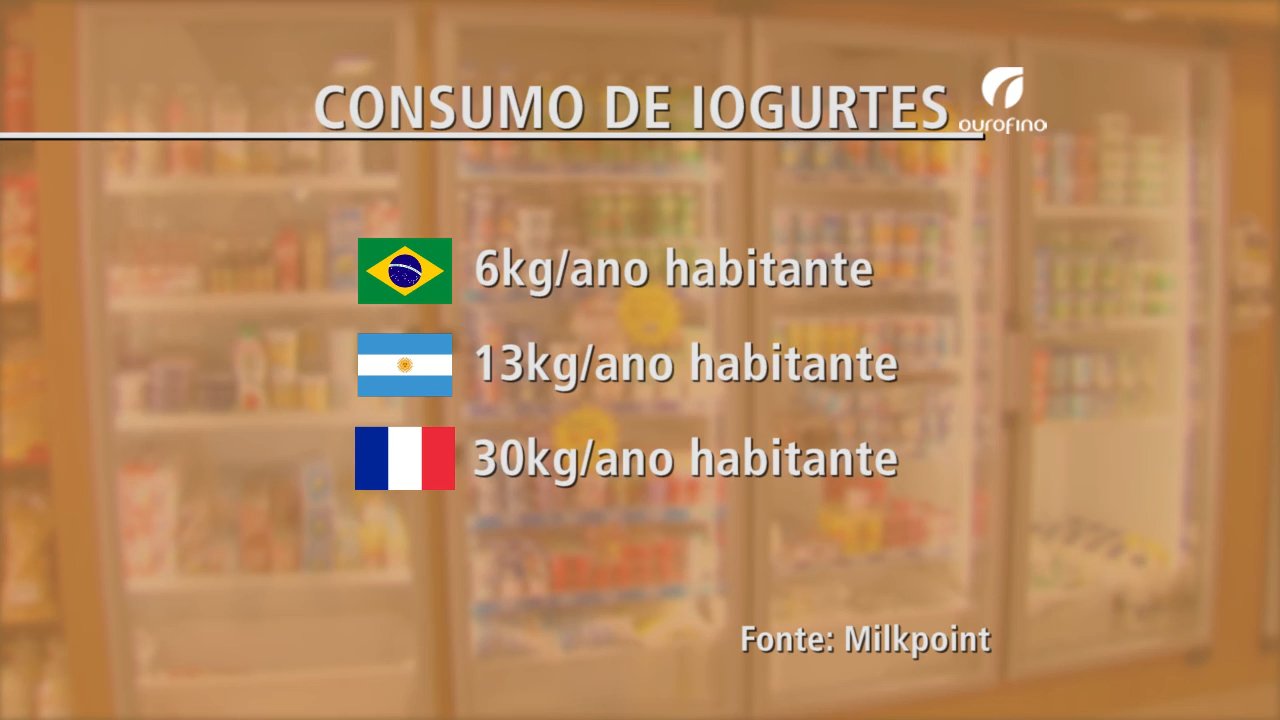 CONSUMO DE IOGURTES
ourofino
6kg/ano habitante
13kg/ano habitante
30kg/ano habitante
Fonte: Milkpoint